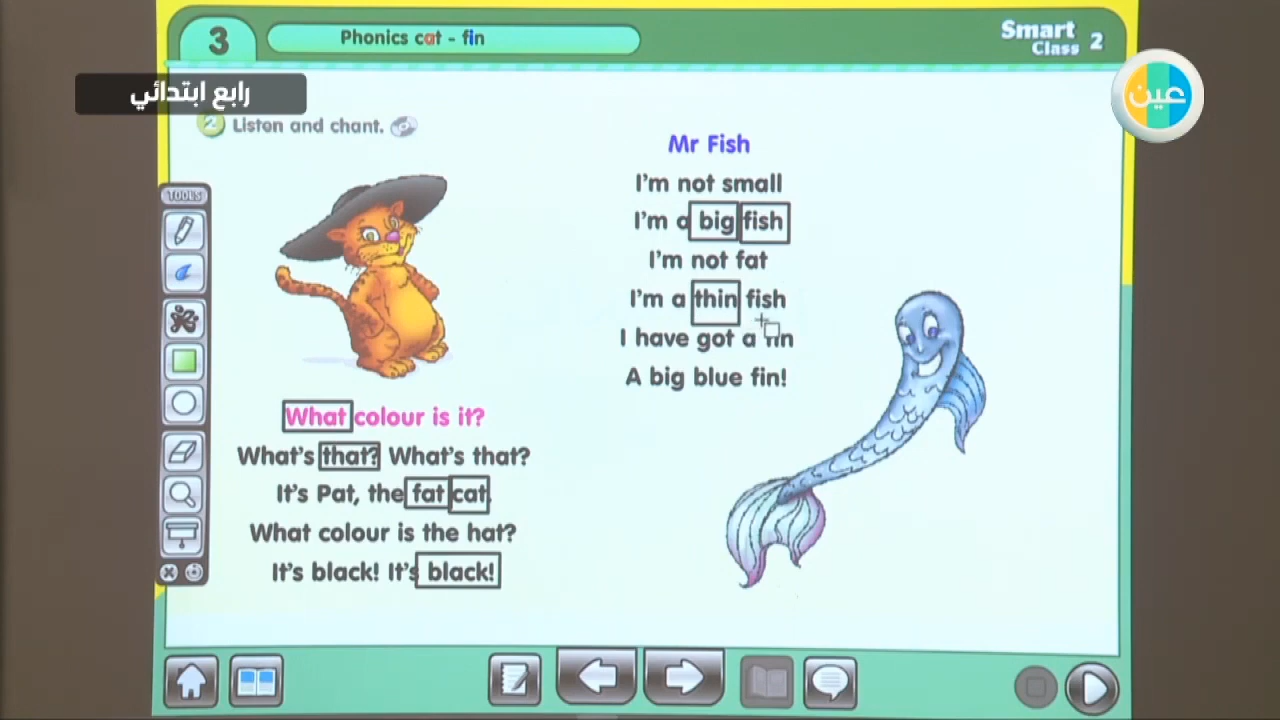 3
Phonics cat - fin
Smart
Class 2
رابع ابتدائي
عين
2 Listen and chant.
TOOLS
What colour is it?
What's that? What's that?
It's Pat, the fat cat.
What colour is the hat?
It's black! It's black!
Mr Fish
I'm not small
I'm a big fish
I'm not fat
I'm a thin fish
I have got a fin
A big blue fin!